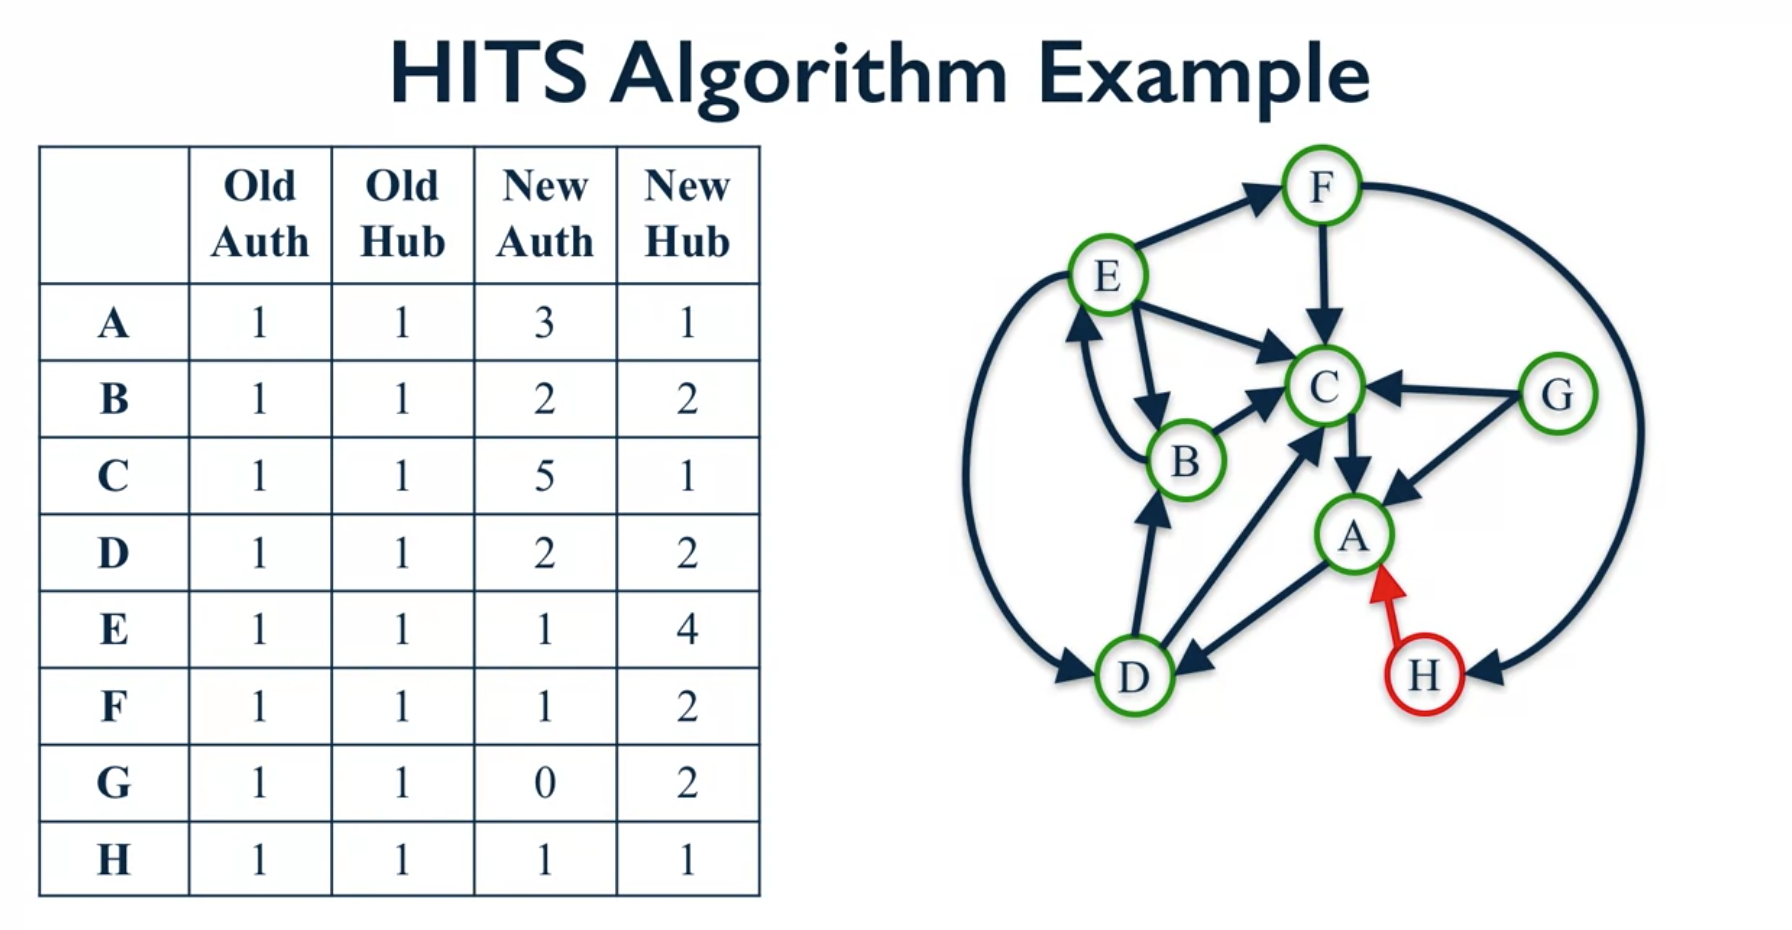 HITS Algorithm Example
Old Auth Old Hub New Auth New Hub
A 1 1 3 1
B 1 1 2 2
C 1 1 5 1
D 1 1 2 2
E 1 1 1 4
F 1 1 1 2
G 1 1 0 2
H 1 1 1 1
F
E
C
G
B
A
D
H